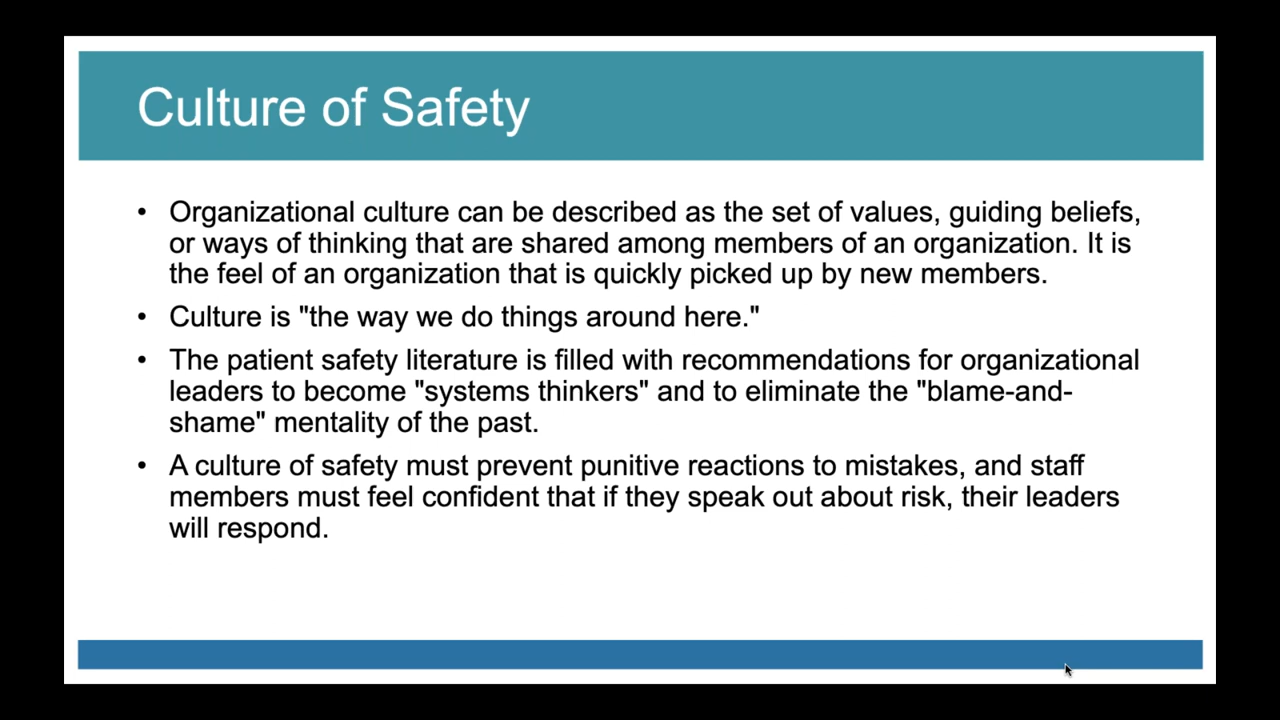 Culture of Safety
• Organizational culture can be described as the set of values, guiding beliefs,
or ways of thinking that are shared among members of an organization. It is
the feel of an organization that is quickly picked up by new members.
• Culture is "the way we do things around here."
• The patient safety literature is filled with recommendations for organizational
leaders to become "systems thinkers" and to eliminate the "blame-and-
shame" mentality of the past.
• A culture of safety must prevent punitive reactions to mistakes, and staff
members must feel confident that if they speak out about risk, their leaders
will respond.